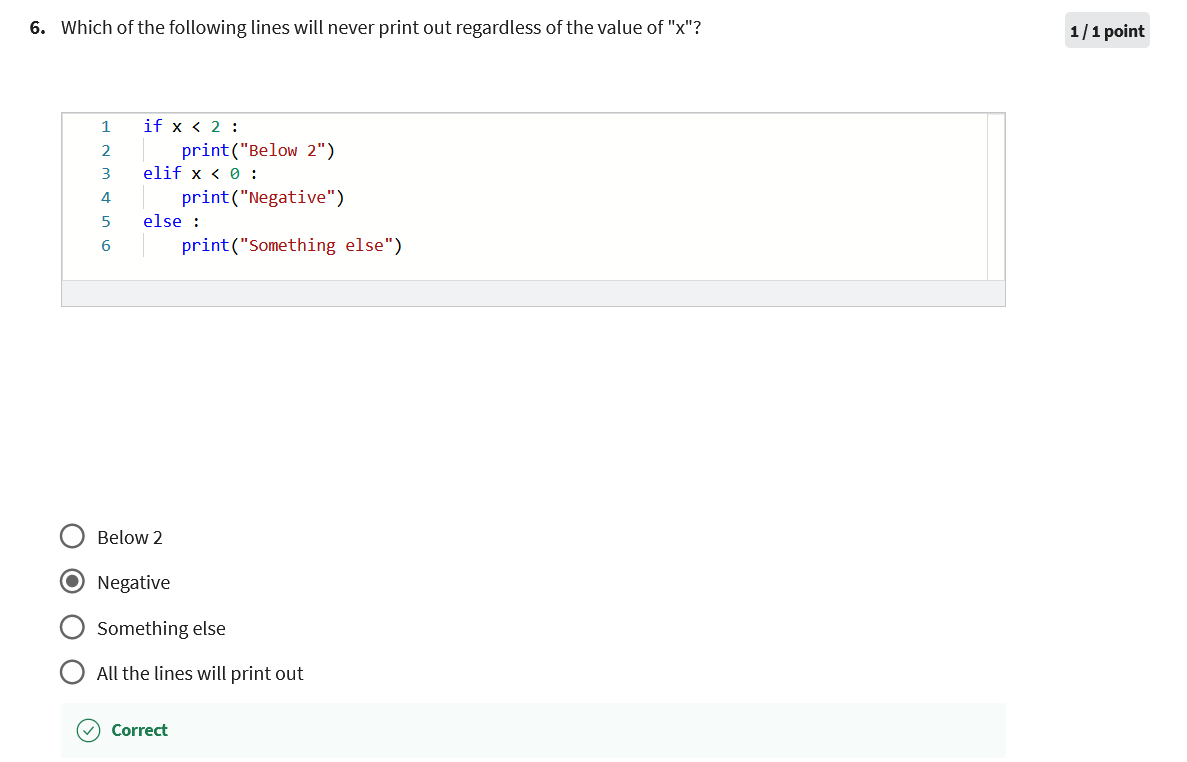 6. Which of the following lines will never print out regardless of the value of "x"?
1 / 1 point
1 if x < 2 :
2     print("Below 2")
3 elif x < 0 :
4     print("Negative")
5 else :
6     print("Something else")
Below 2
Negative
Something else
All the lines will print out
Correct